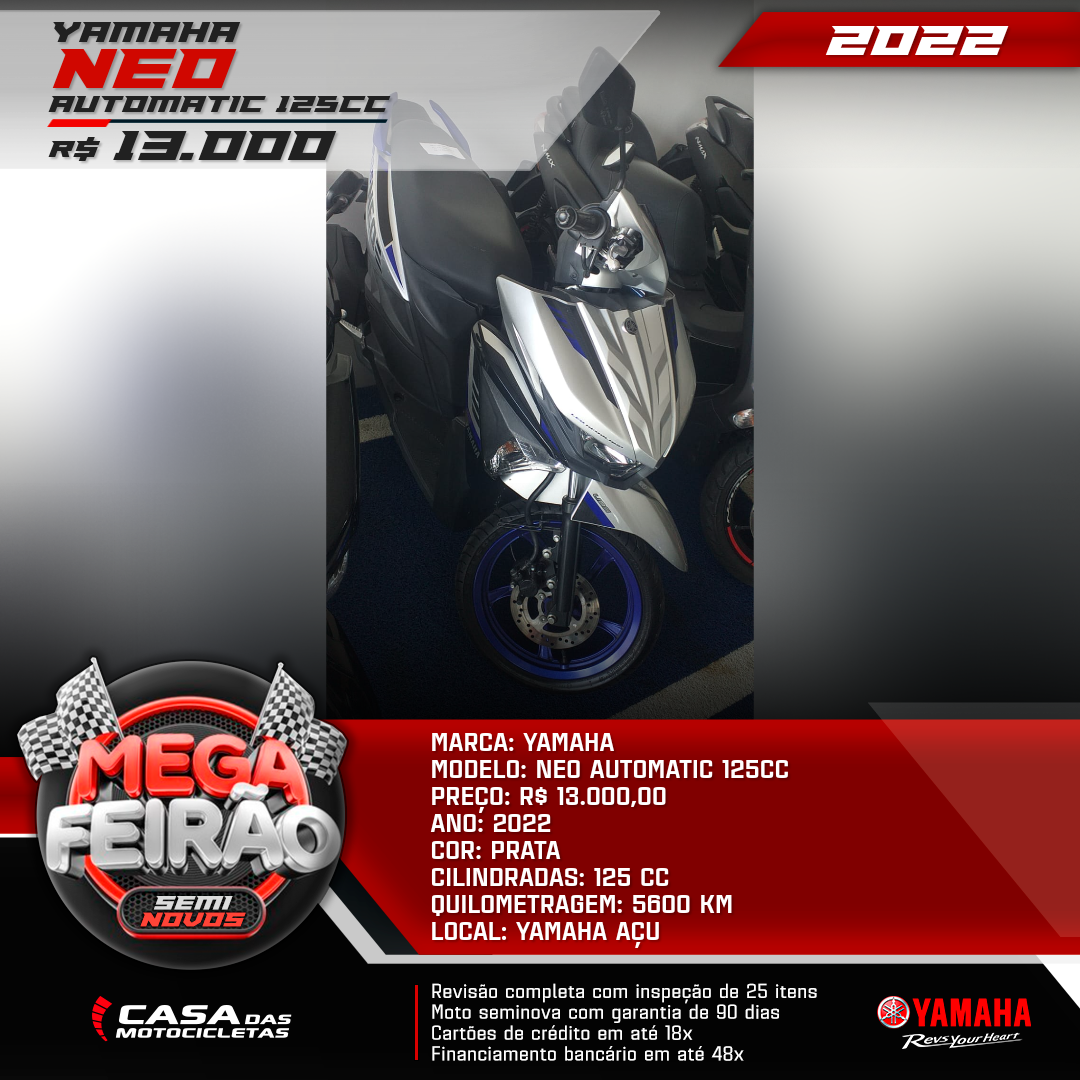 YAMAHA
NEO
AUTOMATIC 125CC
R$ 13.000
2022
NMAX
MEGA
FEIRÃO
SEMI
NOVOS
MARCA: YAMAHA
MODELO: NEO AUTOMATIC 125CC
PREÇO: R$ 13.000,00
ANO: 2022
COR: PRATA
CILINDRADAS: 125 CC
QUILOMETRAGEM: 5600 KM
LOCAL: YAMAHA AÇU
CASA DAS
MOTOCICLETAS
Revisão completa com inspeção de 25 itens
Moto seminova com garantia de 90 dias
Cartões de crédito em até 18x
Financiamento bancário em até 48x
YAMAHA
Revs Your Heart